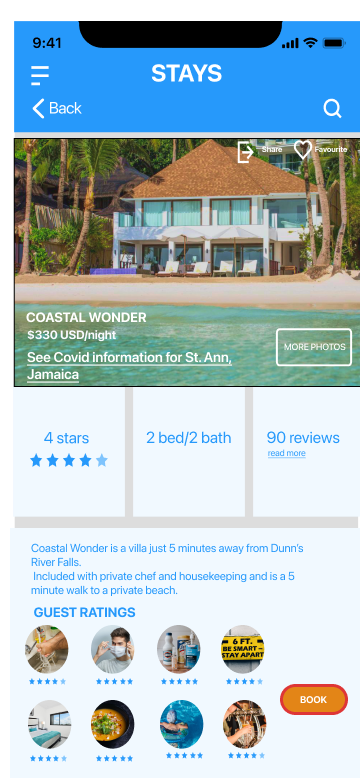 9:41
STAYS
Back
Share
Favourite
COASTAL WONDER
$330 USD/night
See Covid information for St. Ann,
Jamaica
MORE PHOTOS
4 stars
2 bed/2 bath
90 reviews
read more
Coastal Wonder is a villa just 5 minutes away from Dunn's
River Falls.
Included with private chef and housekeeping and is a 5
minute walk to a private beach.
GUEST RATINGS
6 FT.
BE SMART –
STAY APART
BOOK